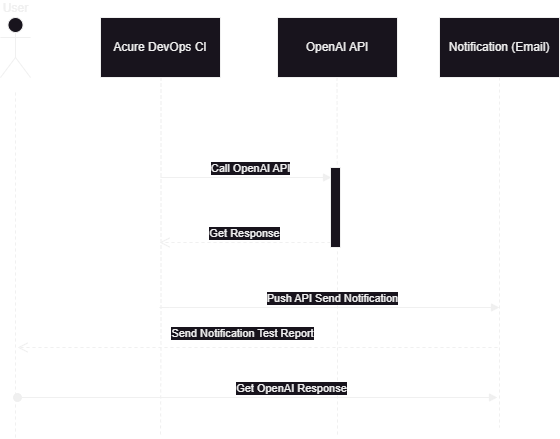 User
Azure DevOps CI
OpenAI API
Notification (Email)
Call OpenAI API
Get Response
Push API Send Notification
Send Notification Test Report
Get OpenAI Response